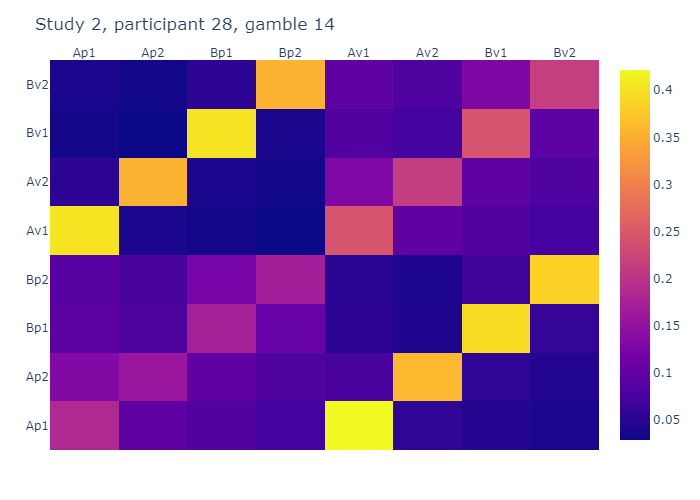 Study 2, participant 28, gamble 14
Ap1 Ap2 Bp1 Bp2 Av1 Av2 Bv1 Bv2
Bv2
Bv1
Av2
Av1
Bp2
Bp1
Ap2
Ap1
0.4
0.35
0.3
0.25
0.2
0.15
0.1
0.05